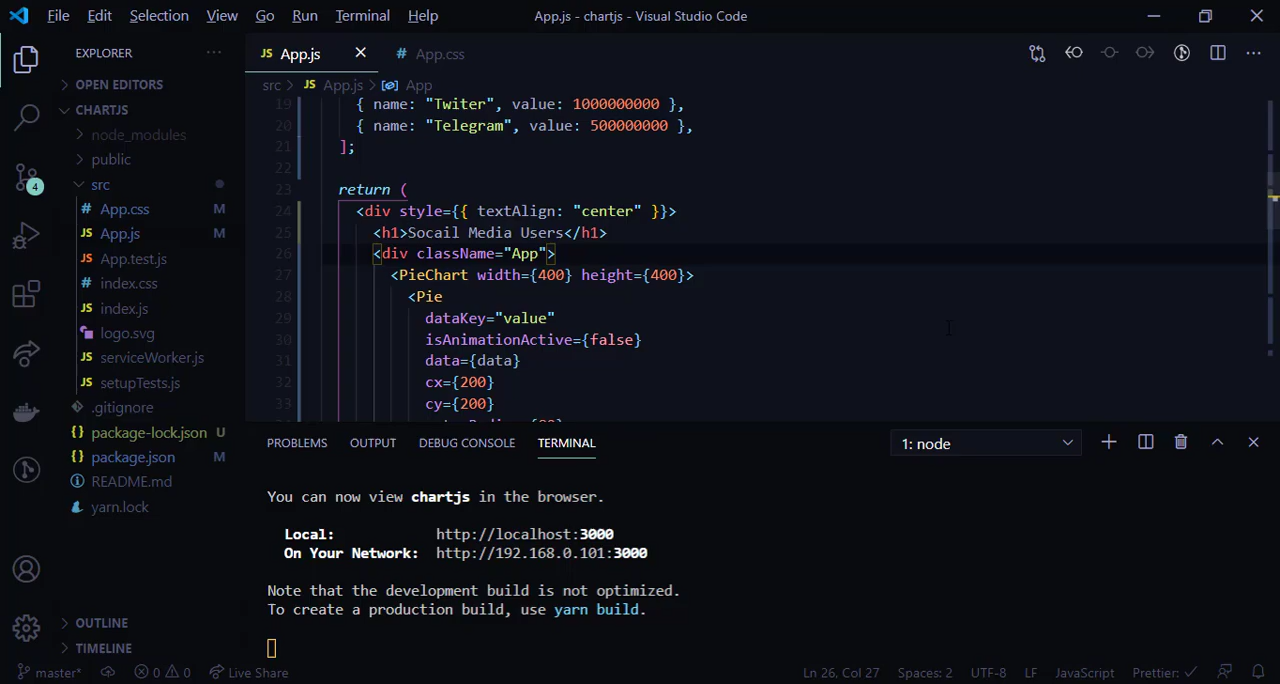 File Edit Selection View Go Run Terminal Help App.js - chartjs - Visual Studio Code
EXPLORER ...
OPEN EDITORS
CHARTJS
node_modules
public
src
# App.css M
JS App.js M
JS App.test.js
# index.css
JS index.js
logo.svg
JS serviceWorker.js
JS setupTests.js
.gitignore
{} package-lock.json U
{} package.json M
README.md
yarn.lock
OUTLINE
TIMELINE
4
JS App.js × # App.css
src > JS App.js > App
19 { name: "Twiter", value: 1000000000 },
20 { name: "Telegram", value: 500000000 },
21 ];
22
23 return (
24 <div style={{ textAlign: "center" }}>
25 <h1>Socail Media Users</h1>
26 <div className="App">
27 <PieChart width={400} height={400}>
28 <Pie
29 dataKey="value"
30 isAnimationActive={false}
31 data={data}
32 cx={200}
33 cy={200}
PROBLEMS OUTPUT DEBUG CONSOLE TERMINAL 1: node
You can now view chartjs in the browser.
Local: http://localhost:3000
On Your Network: http://192.168.0.101:3000
Note that the development build is not optimized.
To create a production build, use yarn build.
master* 0 0 Live Share Ln 26, Col 27 Spaces: 2 UTF-8 LF JavaScript Prettier: ✓